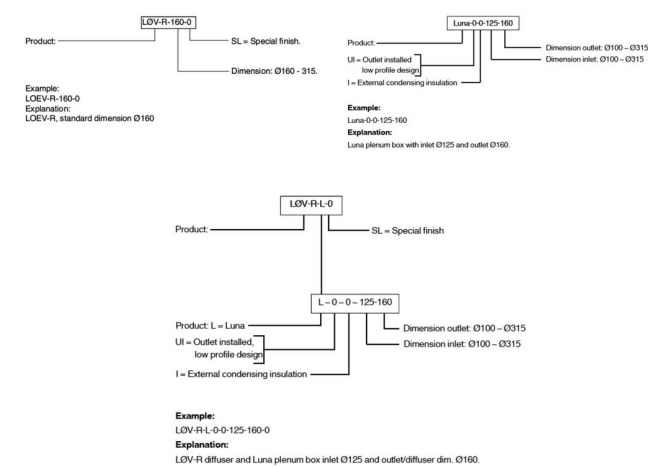 LØV-R-160-0
Product:
SL = Special finish.
Dimension: Ø160 - 315.
Example:
LOEV-R-160-0
Explanation:
LOEV-R, standard dimension Ø160
Luna-0-0-125-160
Product:
Dimension outlet: Ø100 – Ø315
UI = Outlet installed
low profile design
Dimension inlet: Ø100 – Ø315
I = External condensing insulation
Example:
Luna-0-0-125-160
Explanation:
Luna plenum box with inlet Ø125 and outlet Ø160.
LØV-R-L-0
Product:
SL = Special finish
L – 0 – 0 – 125-160
Product: L = Luna
Dimension outlet: Ø100 – Ø315
UI = Outlet installed,
low profile design
Dimension inlet: Ø100 – Ø315
I = External condensing insulation
Example:
LØV-R-L-0-0-125-160-0
Explanation:
LØV-R diffuser and Luna plenum box inlet Ø125 and outlet/diffuser dim. Ø160.